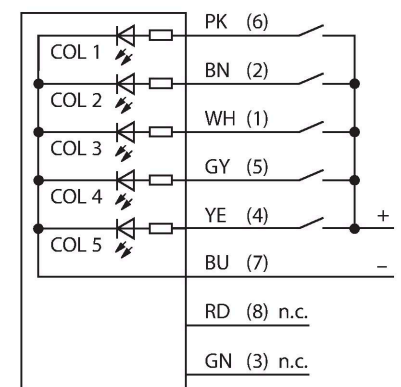 PK (6)
COL 1
BN (2)
COL 2
WH (1)
COL 3
GY (5)
COL 4
YE (4)
+
COL 5
BU (7)
–
RD (8) n.c.
GN (3) n.c.